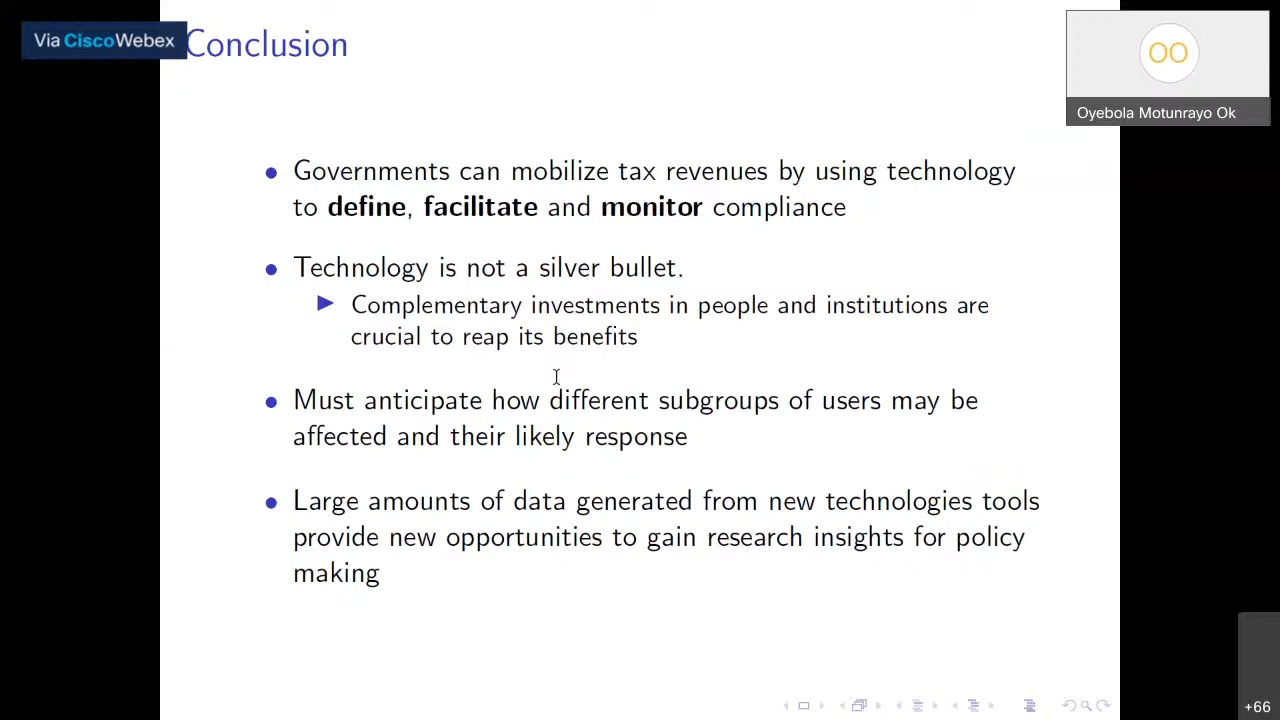 Via CiscoWebex
Conclusion
OO
Oyebola Motunrayo Ok
• Governments can mobilize tax revenues by using technology
to define, facilitate and monitor compliance
• Technology is not a silver bullet.
▶ Complementary investments in people and institutions are
crucial to reap its benefits
• Must anticipate how different subgroups of users may be
affected and their likely response
• Large amounts of data generated from new technologies tools
provide new opportunities to gain research insights for policy
making
+66